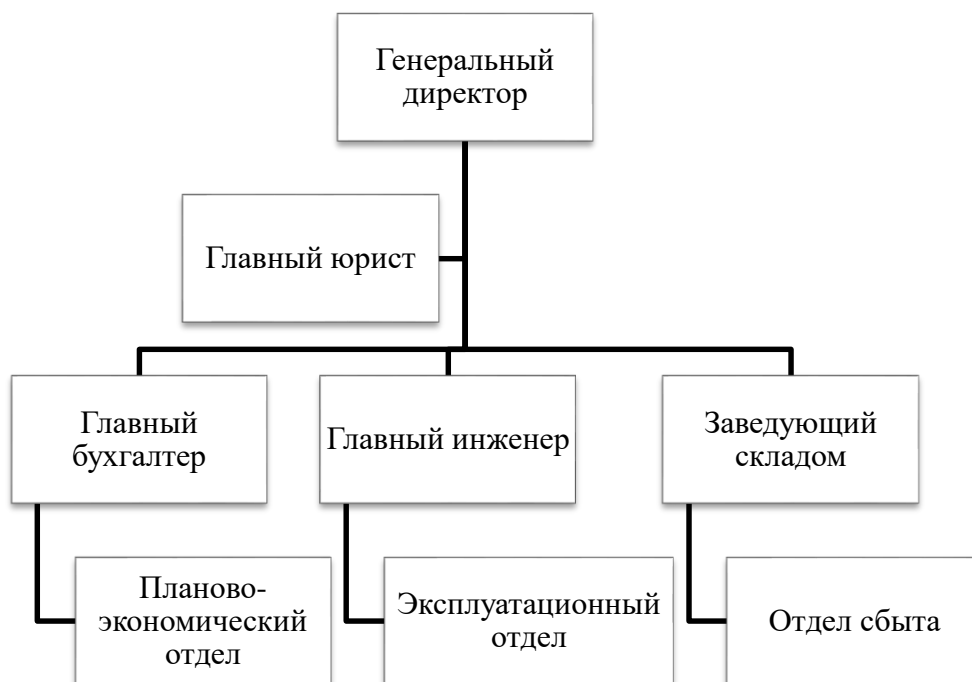 Генеральный
директор
Главный юрист
Главный
бухгалтер
Главный инженер
Заведующий
складом
Планово-
экономический
отдел
Эксплуатационный
отдел
Отдел сбыта